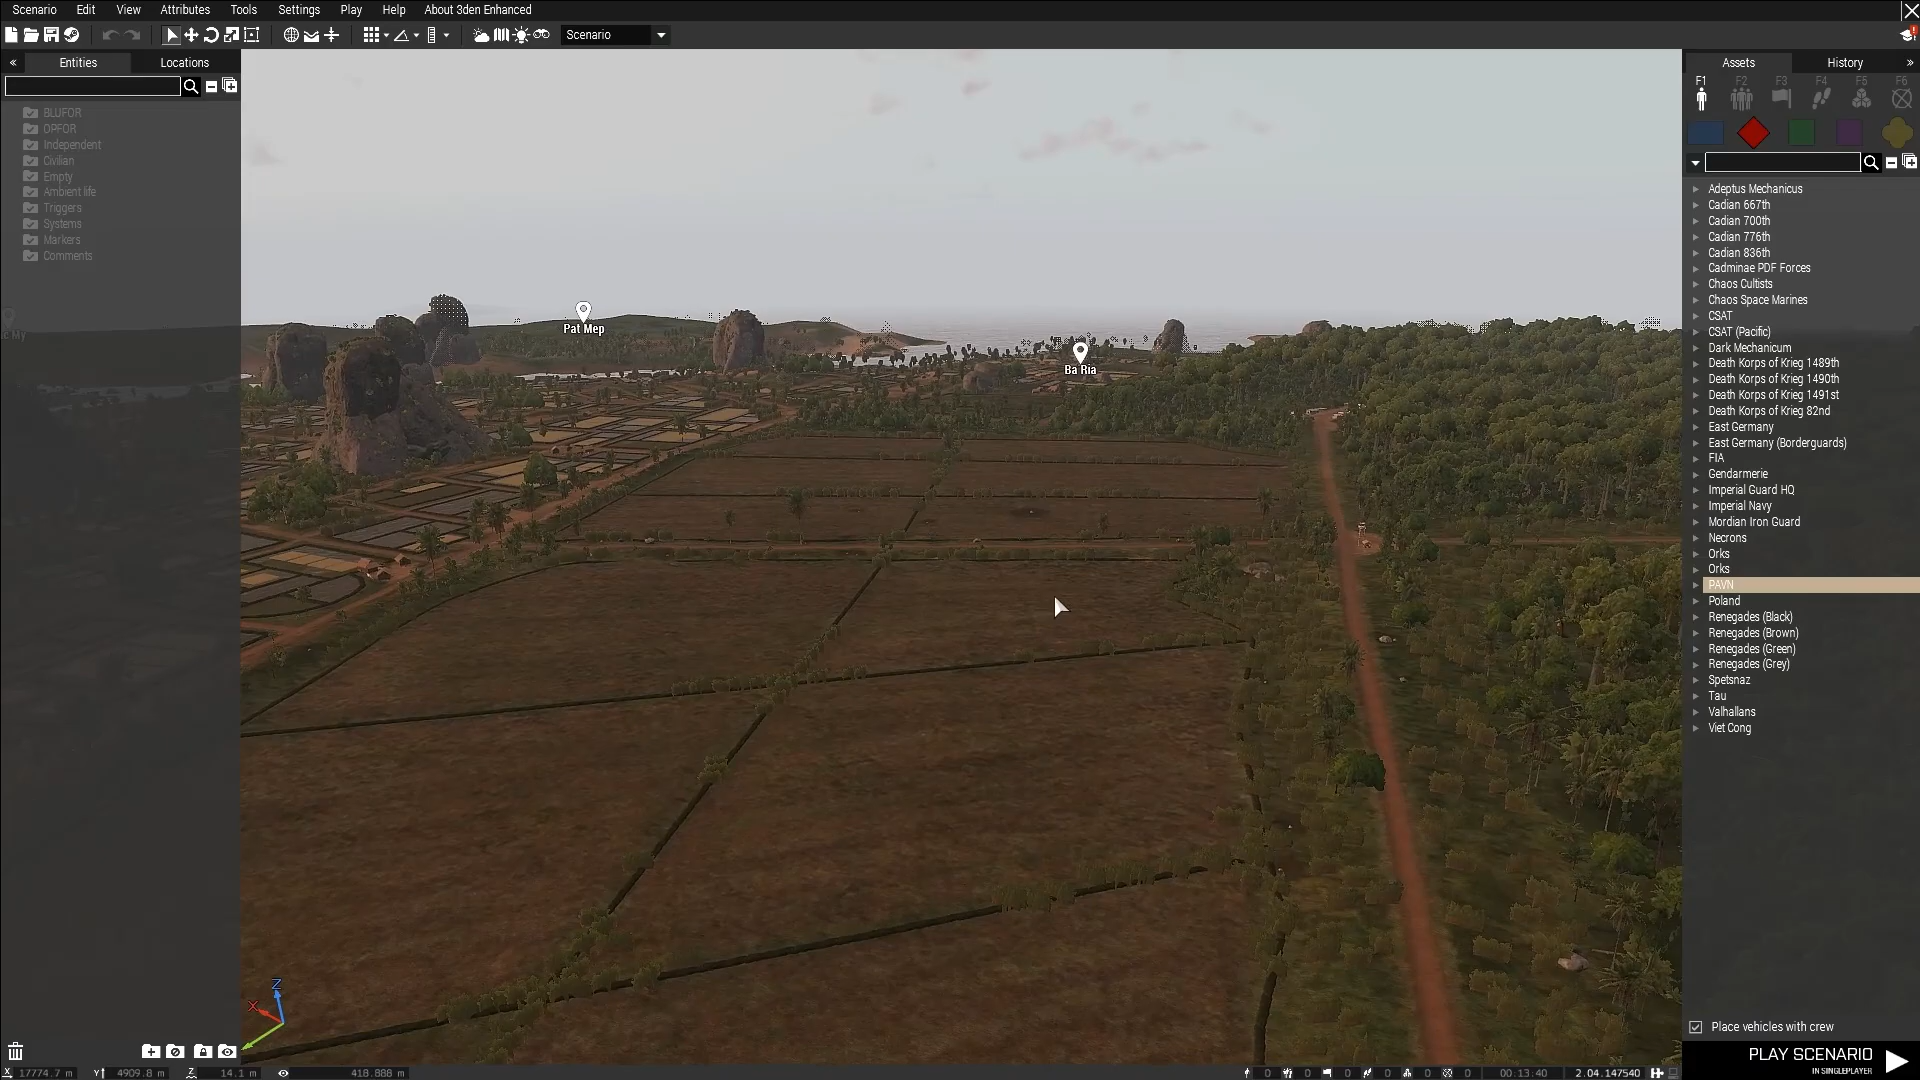 Scenario Edit View Attributes Tools Settings Play Help About 3den Enhanced
Scenario
« Entities Locations
BLUFOR
OPFOR
Independent
Civilian
Empty
Ambient life
Triggers
Systems
Markers
Comments
Pat Mep
Ba Ria
Assets History »
F1 F2 F3 F4 F5 F6
Adeptus Mechanicus
Cadian 667th
Cadian 700th
Cadian 776th
Cadian 836th
Cadminae PDF Forces
Chaos Cultists
Chaos Space Marines
CSAT
CSAT (Pacific)
Dark Mechanicum
Death Korps of Krieg 1489th
Death Korps of Krieg 1490th
Death Korps of Krieg 1491st
Death Korps of Krieg 82nd
East Germany
East Germany (Borderguards)
FIA
Gendarmerie
Imperial Guard HQ
Imperial Navy
Mordian Iron Guard
Necrons
Orks
Orks
PAVN
Poland
Renegades (Black)
Renegades (Brown)
Renegades (Green)
Renegades (Grey)
Spetsnaz
Tau
Valhallans
Viet Cong
Place vehicles with crew
PLAY SCENARIO
IN SINGLEPLAYER
Z
X
X 17774.7 m Y 4909.8 m Z 14.1 m 418.888 m 0 0 0 0 0 0 00:13:40 2.04.147540